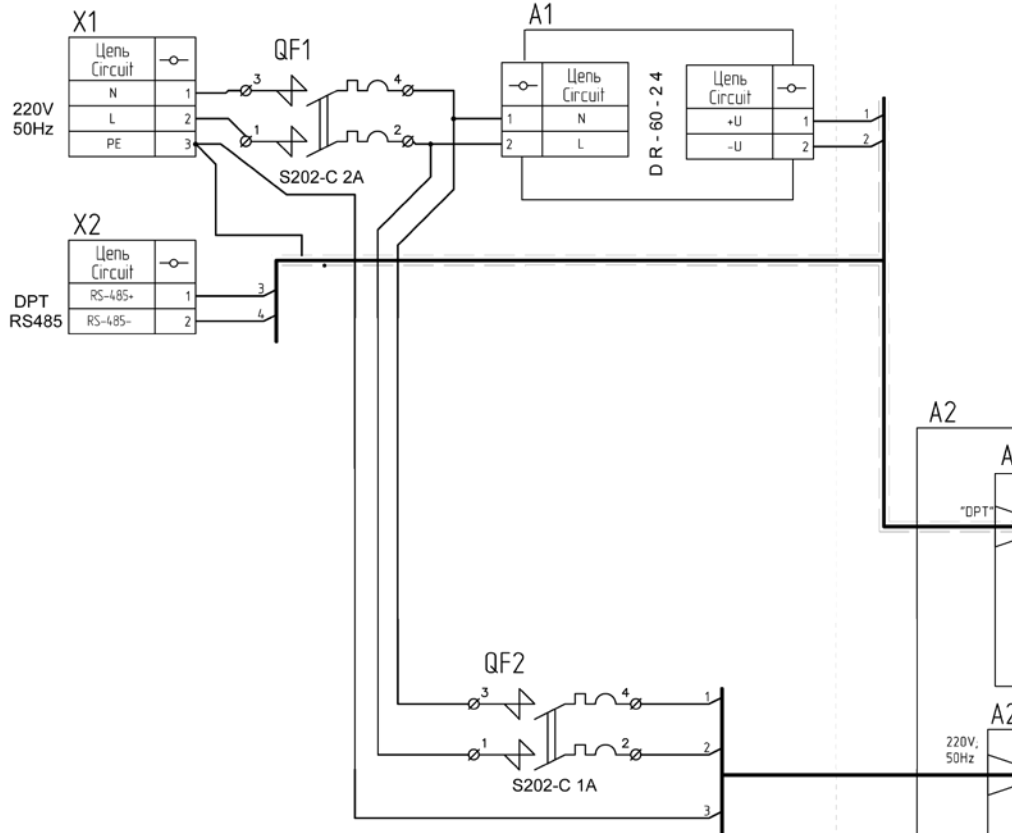 X1
Цепь
Circuit
N 1
L 2
PE 3
220V
50Hz
QF1
3 4
1 2
S202-C 2A
A1
Цепь
Circuit
1 N
2 L
DR-60-24
Цепь
Circuit
+U 1
-U 2
1
2
X2
Цепь
Circuit
RS-485+ 1
RS-485- 2
DPT
RS485
3
4
A2
A
"DPT"
QF2
3 4 1
1 2 2
S202-C 1A
3
A2
220V,
50Hz